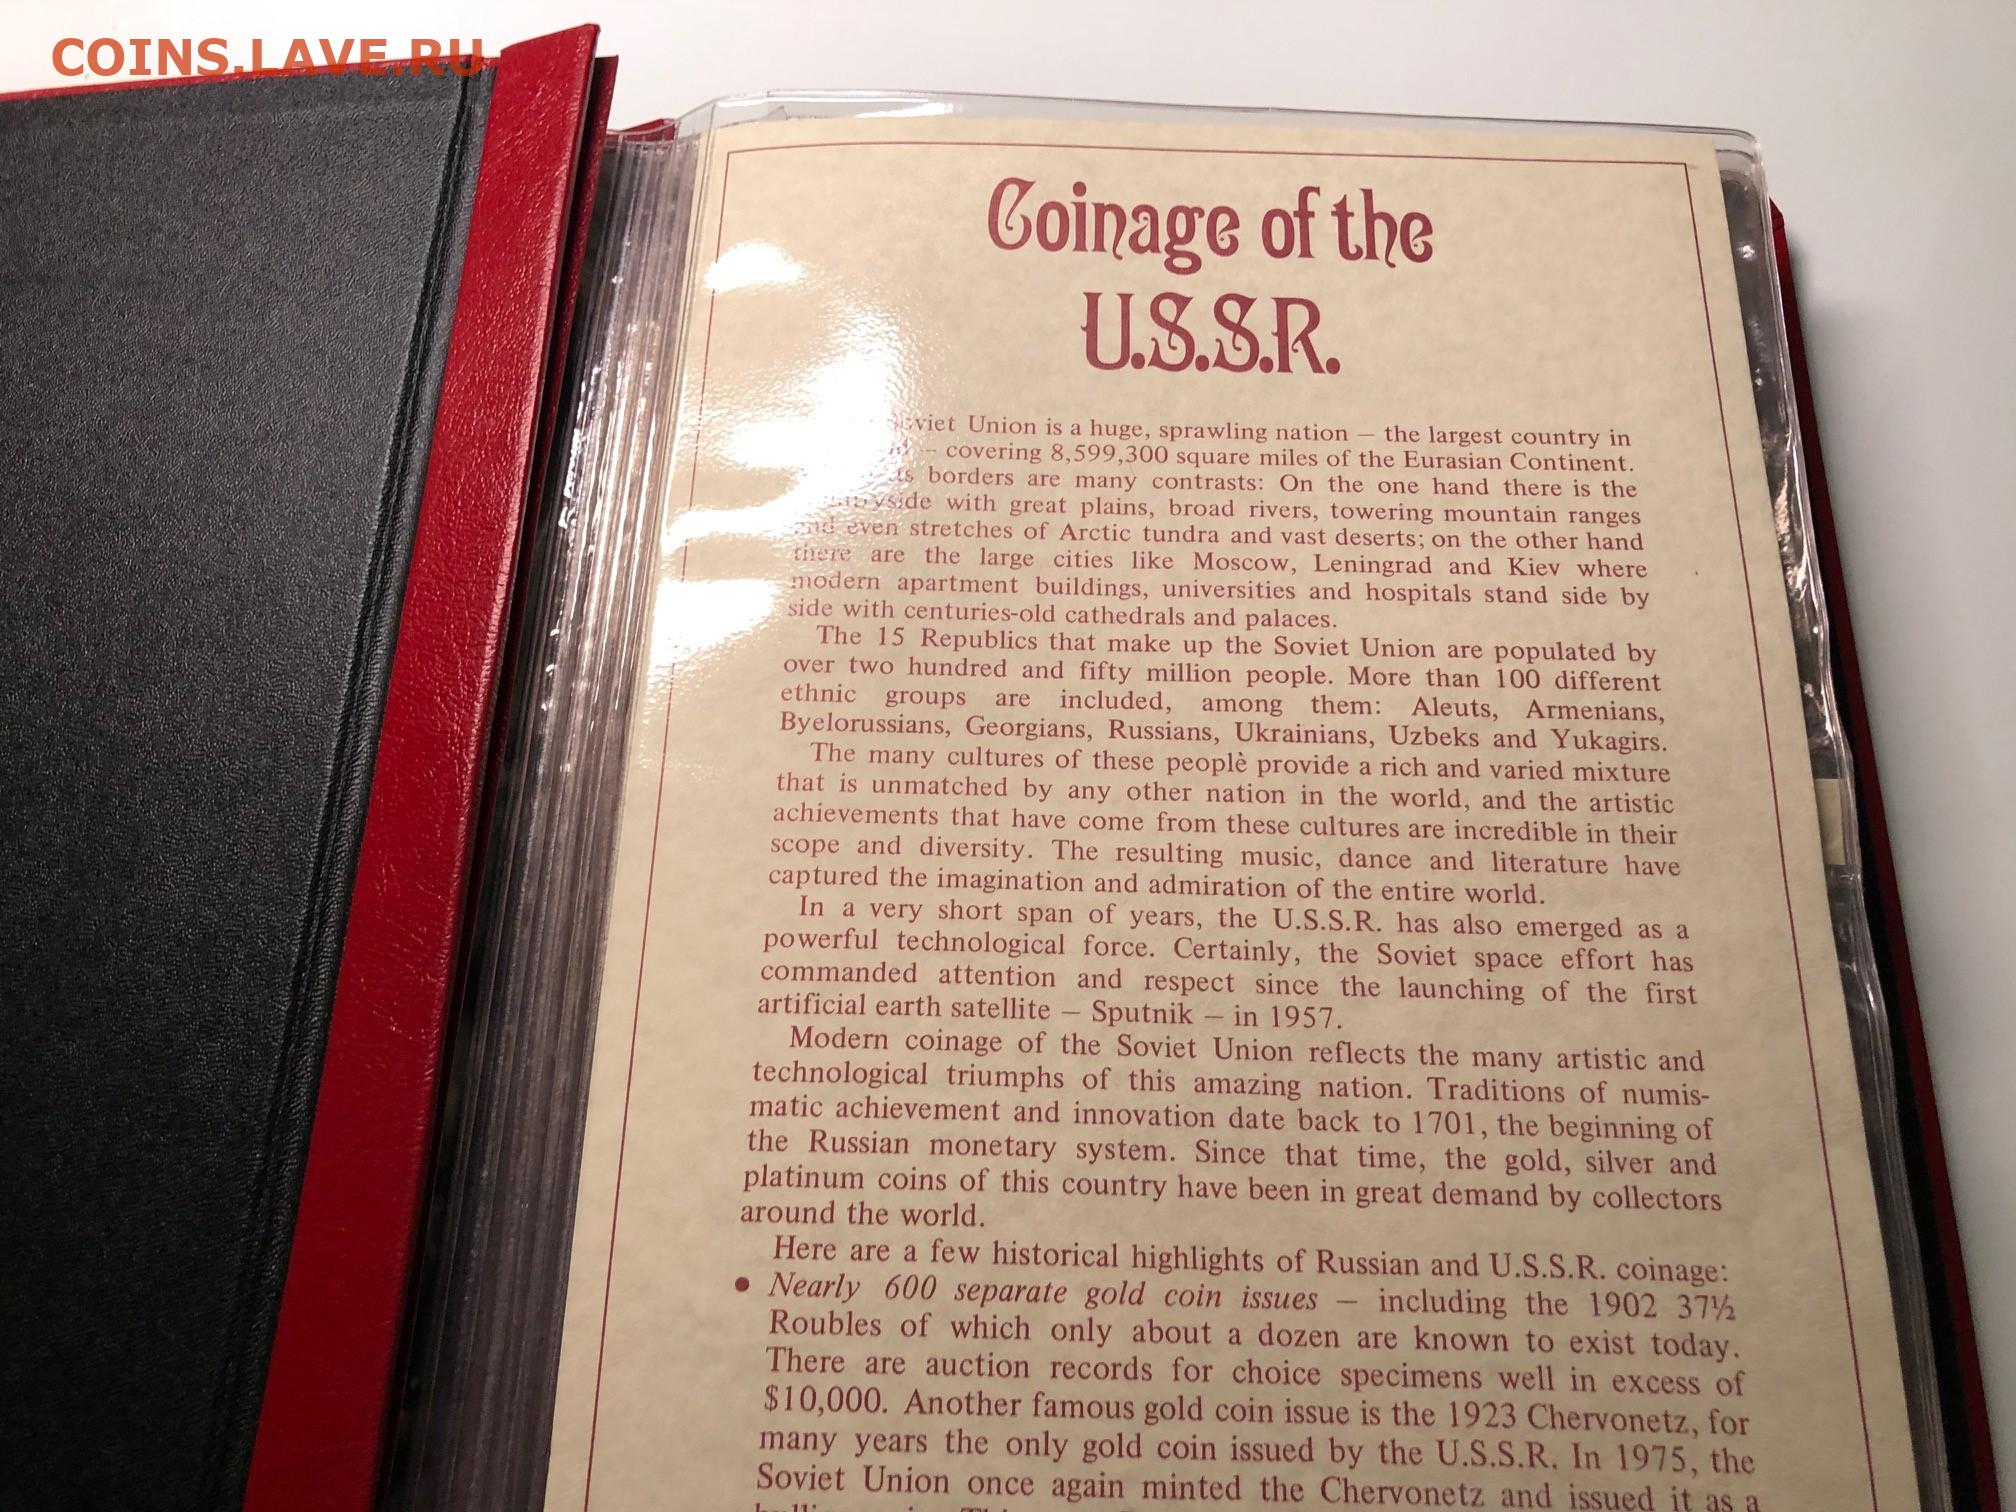 COINS.LAVE.RU
Coinage of the
U.S.S.R.
Soviet Union is a huge, sprawling nation — the largest country in
— covering 8,599,300 square miles of the Eurasian Continent.
its borders are many contrasts: On the one hand there is the
countryside with great plains, broad rivers, towering mountain ranges
and even stretches of Arctic tundra and vast deserts; on the other hand
there are the large cities like Moscow, Leningrad and Kiev where
modern apartment buildings, universities and hospitals stand side by
side with centuries-old cathedrals and palaces.
The 15 Republics that make up the Soviet Union are populated by
over two hundred and fifty million people. More than 100 different
ethnic groups are included, among them: Aleuts, Armenians,
Byelorussians, Georgians, Russians, Ukrainians, Uzbeks and Yukagirs.
The many cultures of these people provide a rich and varied mixture
that is unmatched by any other nation in the world, and the artistic
achievements that have come from these cultures are incredible in their
scope and diversity. The resulting music, dance and literature have
captured the imagination and admiration of the entire world.
In a very short span of years, the U.S.S.R. has also emerged as a
powerful technological force. Certainly, the Soviet space effort has
commanded attention and respect since the launching of the first
artificial earth satellite — Sputnik — in 1957.
Modern coinage of the Soviet Union reflects the many artistic and
technological triumphs of this amazing nation. Traditions of numis-
matic achievement and innovation date back to 1701, the beginning of
the Russian monetary system. Since that time, the gold, silver and
platinum coins of this country have been in great demand by collectors
around the world.
Here are a few historical highlights of Russian and U.S.S.R. coinage:
• Nearly 600 separate gold coin issues — including the 1902 37½
Roubles of which only about a dozen are known to exist today.
There are auction records for choice specimens well in excess of
$10,000. Another famous gold coin issue is the 1923 Chervonetz, for
many years the only gold coin issued by the U.S.S.R. In 1975, the
Soviet Union once again minted the Chervonetz and issued it as a